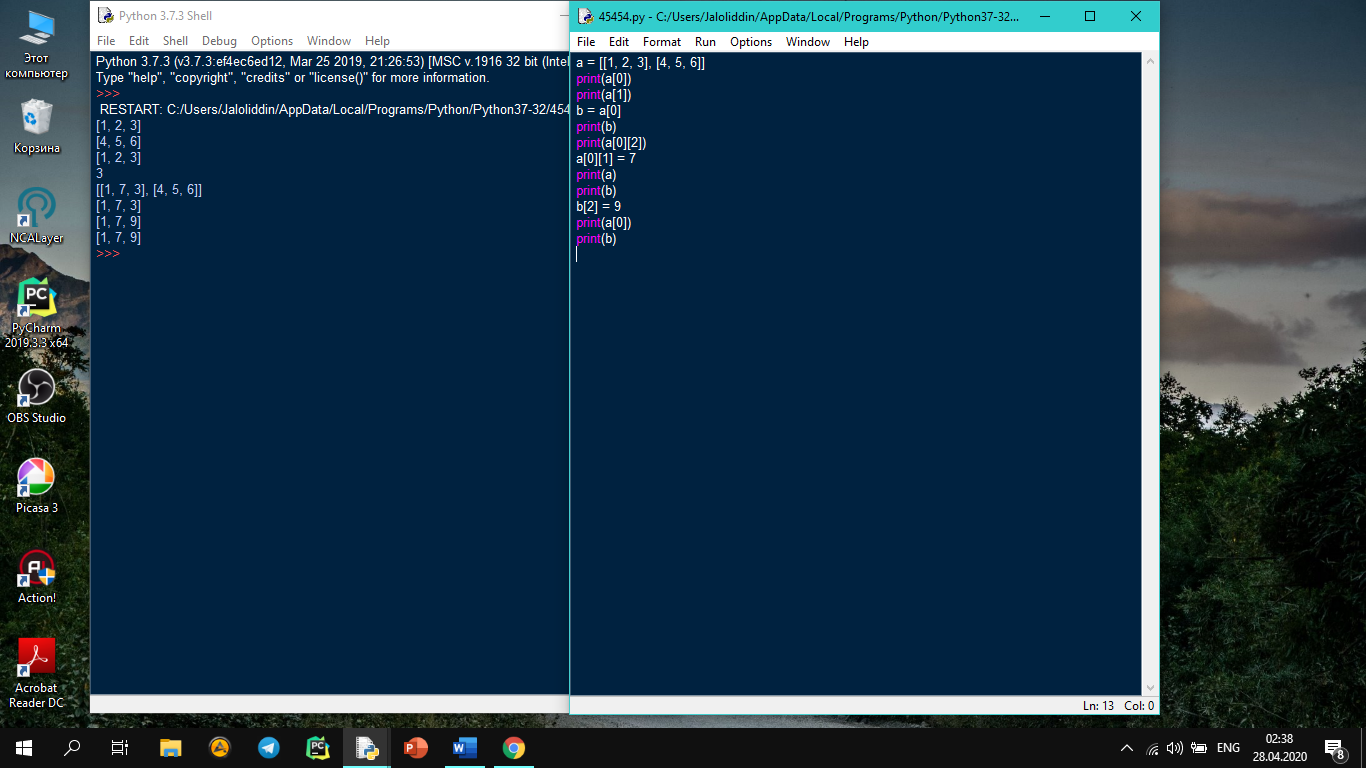 Этот
компьютер
Корзина
NCALayer
PyCharm
2019.3.3 x64
OBS Studio
Picasa 3
Action!
Acrobat
Reader DC
Python 3.7.3 Shell
File Edit Shell Debug Options Window Help
Python 3.7.3 (v3.7.3:ef4ec6ed12, Mar 25 2019, 21:26:53) [MSC v.1916 32 bit (Intel
Type "help", "copyright", "credits" or "license()" for more information.
>>>
RESTART: C:/Users/Jaloliddin/AppData/Local/Programs/Python/Python37-32/454
[1, 2, 3]
[4, 5, 6]
[1, 2, 3]
3
[[1, 7, 3], [4, 5, 6]]
[1, 7, 3]
[1, 7, 9]
[1, 7, 9]
>>>
45454.py - C:/Users/Jaloliddin/AppData/Local/Programs/Python/Python37-32...
File Edit Format Run Options Window Help
a = [[1, 2, 3], [4, 5, 6]]
print(a[0])
print(a[1])
b = a[0]
print(b)
print(a[0][2])
a[0][1] = 7
print(a)
print(b)
b[2] = 9
print(a[0])
print(b)
Ln: 13 Col: 0
PC
P
W
ENG
02:38
28.04.2020
8